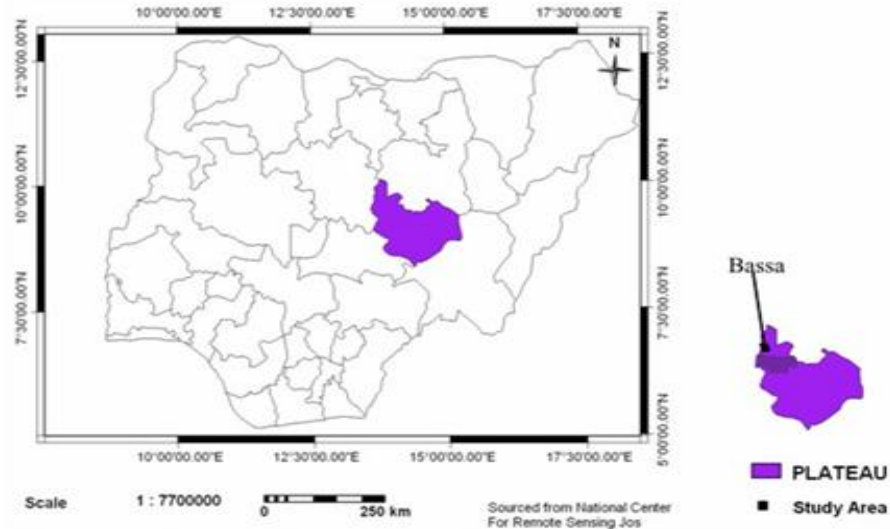 10°00'00.00"E 12°30'00.00"E 15°00'00.00"E 17°30'00.00"E
12°30'00.00"N
10°00'00.00"N
7°30'00.00"N
N
12°30'00.00"N
10°00'00.00"N
7°30'00.00"N
5°00'00.00"N
10°00'00.00"E 12°30'00.00"E 15°00'00.00"E 17°30'00.00"E
Scale 1 : 7700000
0 250 km
Sourced from National Center
For Remote Sensing Jos
Bassa
PLATEAU
Study Area